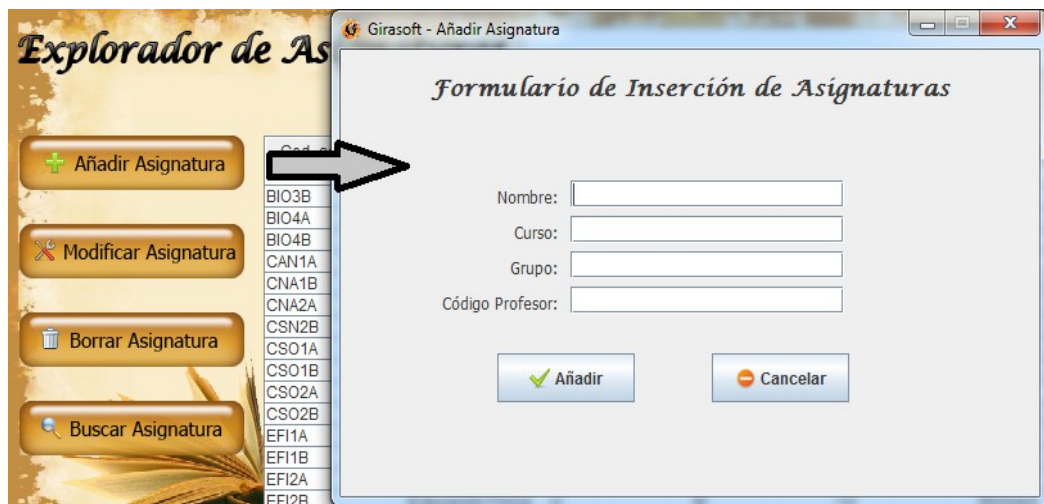 Explorador de As
Añadir Asignatura
Modificar Asignatura
Borrar Asignatura
Buscar Asignatura
BIO3B
BIO4A
BIO4B
CAN1A
CNA1B
CNA2A
CSN2B
CSO1A
CSO1B
CSO2A
CSO2B
EFI1A
EFI1B
EFI2A
EFI2B
Girasoft - Añadir Asignatura
Formulario de Inserción de Asignaturas
Nombre:
Curso:
Grupo:
Código Profesor:
Añadir
Cancelar